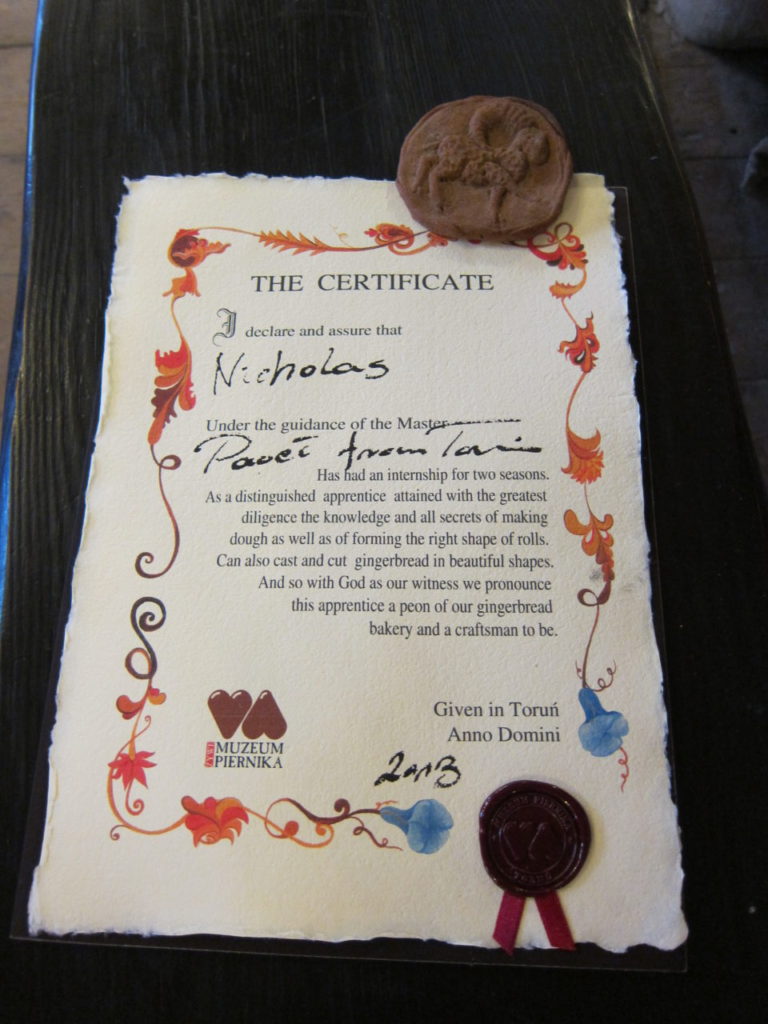 THE CERTIFICATE
I declare and assure that
Nicholas
Under the guidance of the Master
from
Has had an internship for two seasons.
As a distinguished apprentice attained with the greatest
diligence the knowledge and all secrets of making
dough as well as of forming the right shape of rolls.
Can also cast and cut gingerbread in beautiful shapes.
And so with God as our witness we pronounce
this apprentice a peon of our gingerbread
bakery and a craftsman to be.
Given in Toruń
Anno Domini
2013
ŻYWE MUZEUM
PIERNIKA